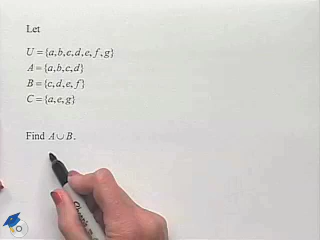 Let
U = {a,b,c,d,e,f,g}
A = {a,b,c,d}
B = {c,d,e,f}
C = {a,e,g}
Find A ∪ B.